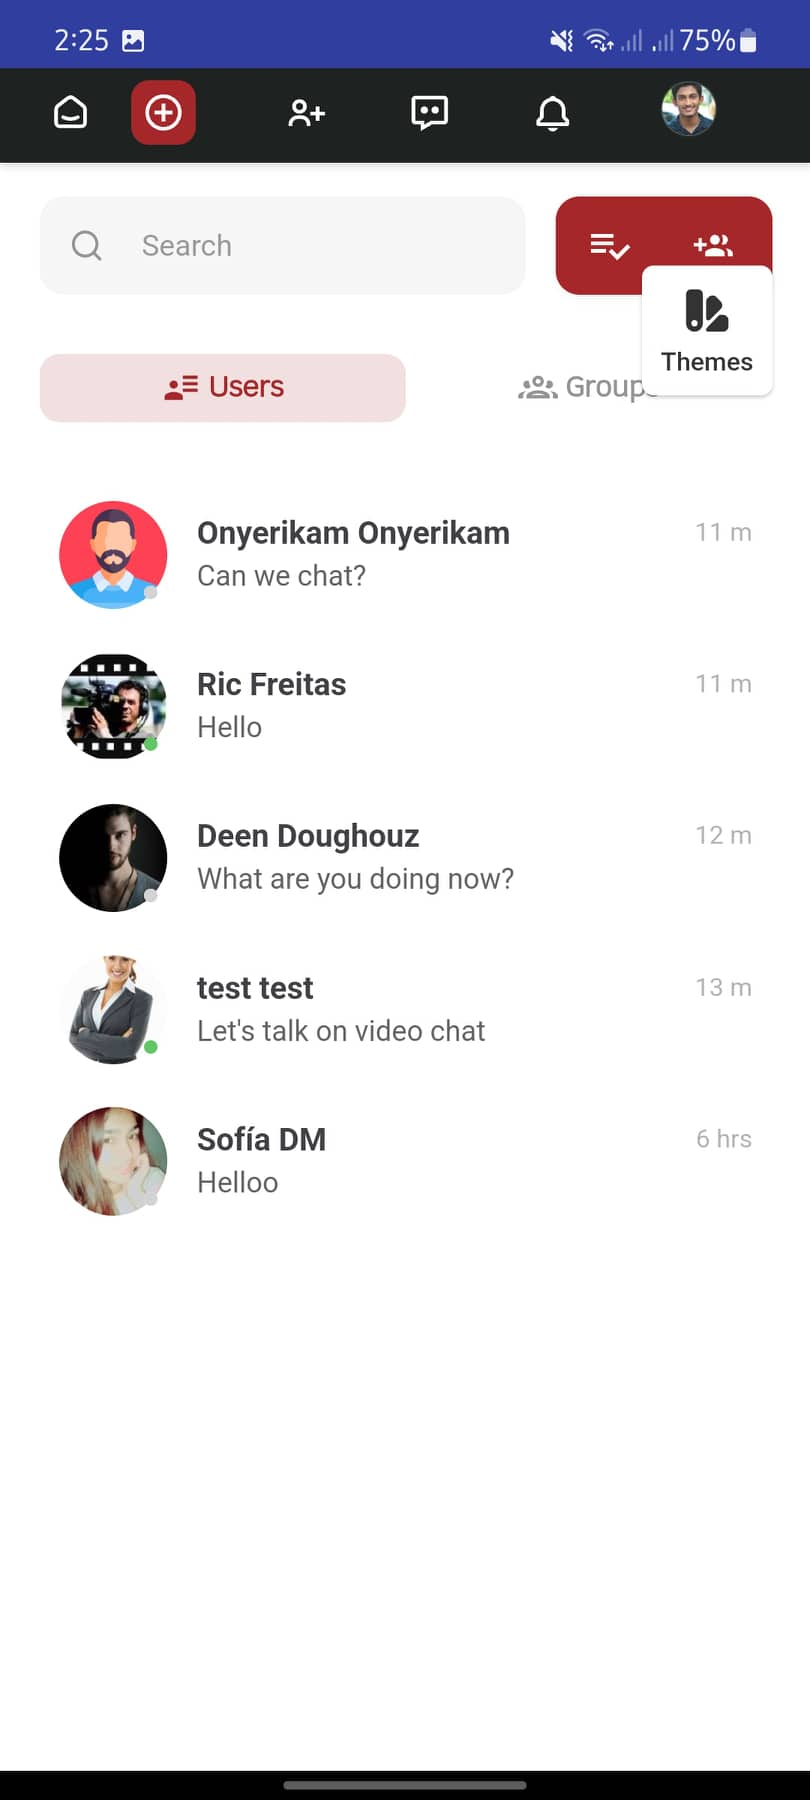 2:25 75%
Search
Themes
Users Group
Onyerikam Onyerikam 11 m
Can we chat?
Ric Freitas 11 m
Hello
Deen Doughouz 12 m
What are you doing now?
test test 13 m
Let's talk on video chat
Sofía DM 6 hrs
Helloo